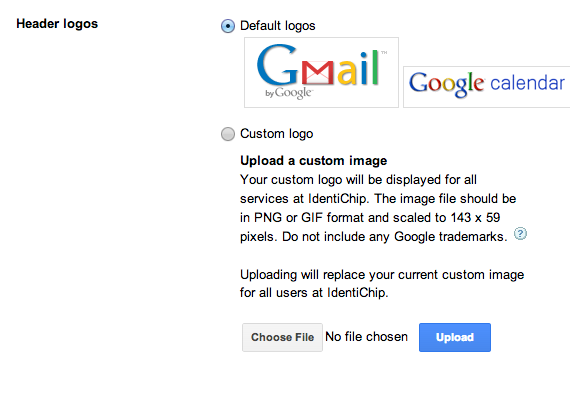 Header logos
Default logos
Gmail™
by Google™
Google calendar
Custom logo
Upload a custom image
Your custom logo will be displayed for all
services at IdentiChip. The image file should be
in PNG or GIF format and scaled to 143 x 59
pixels. Do not include any Google trademarks. ?
Uploading will replace your current custom image
for all users at IdentiChip.
Choose File No file chosen Upload